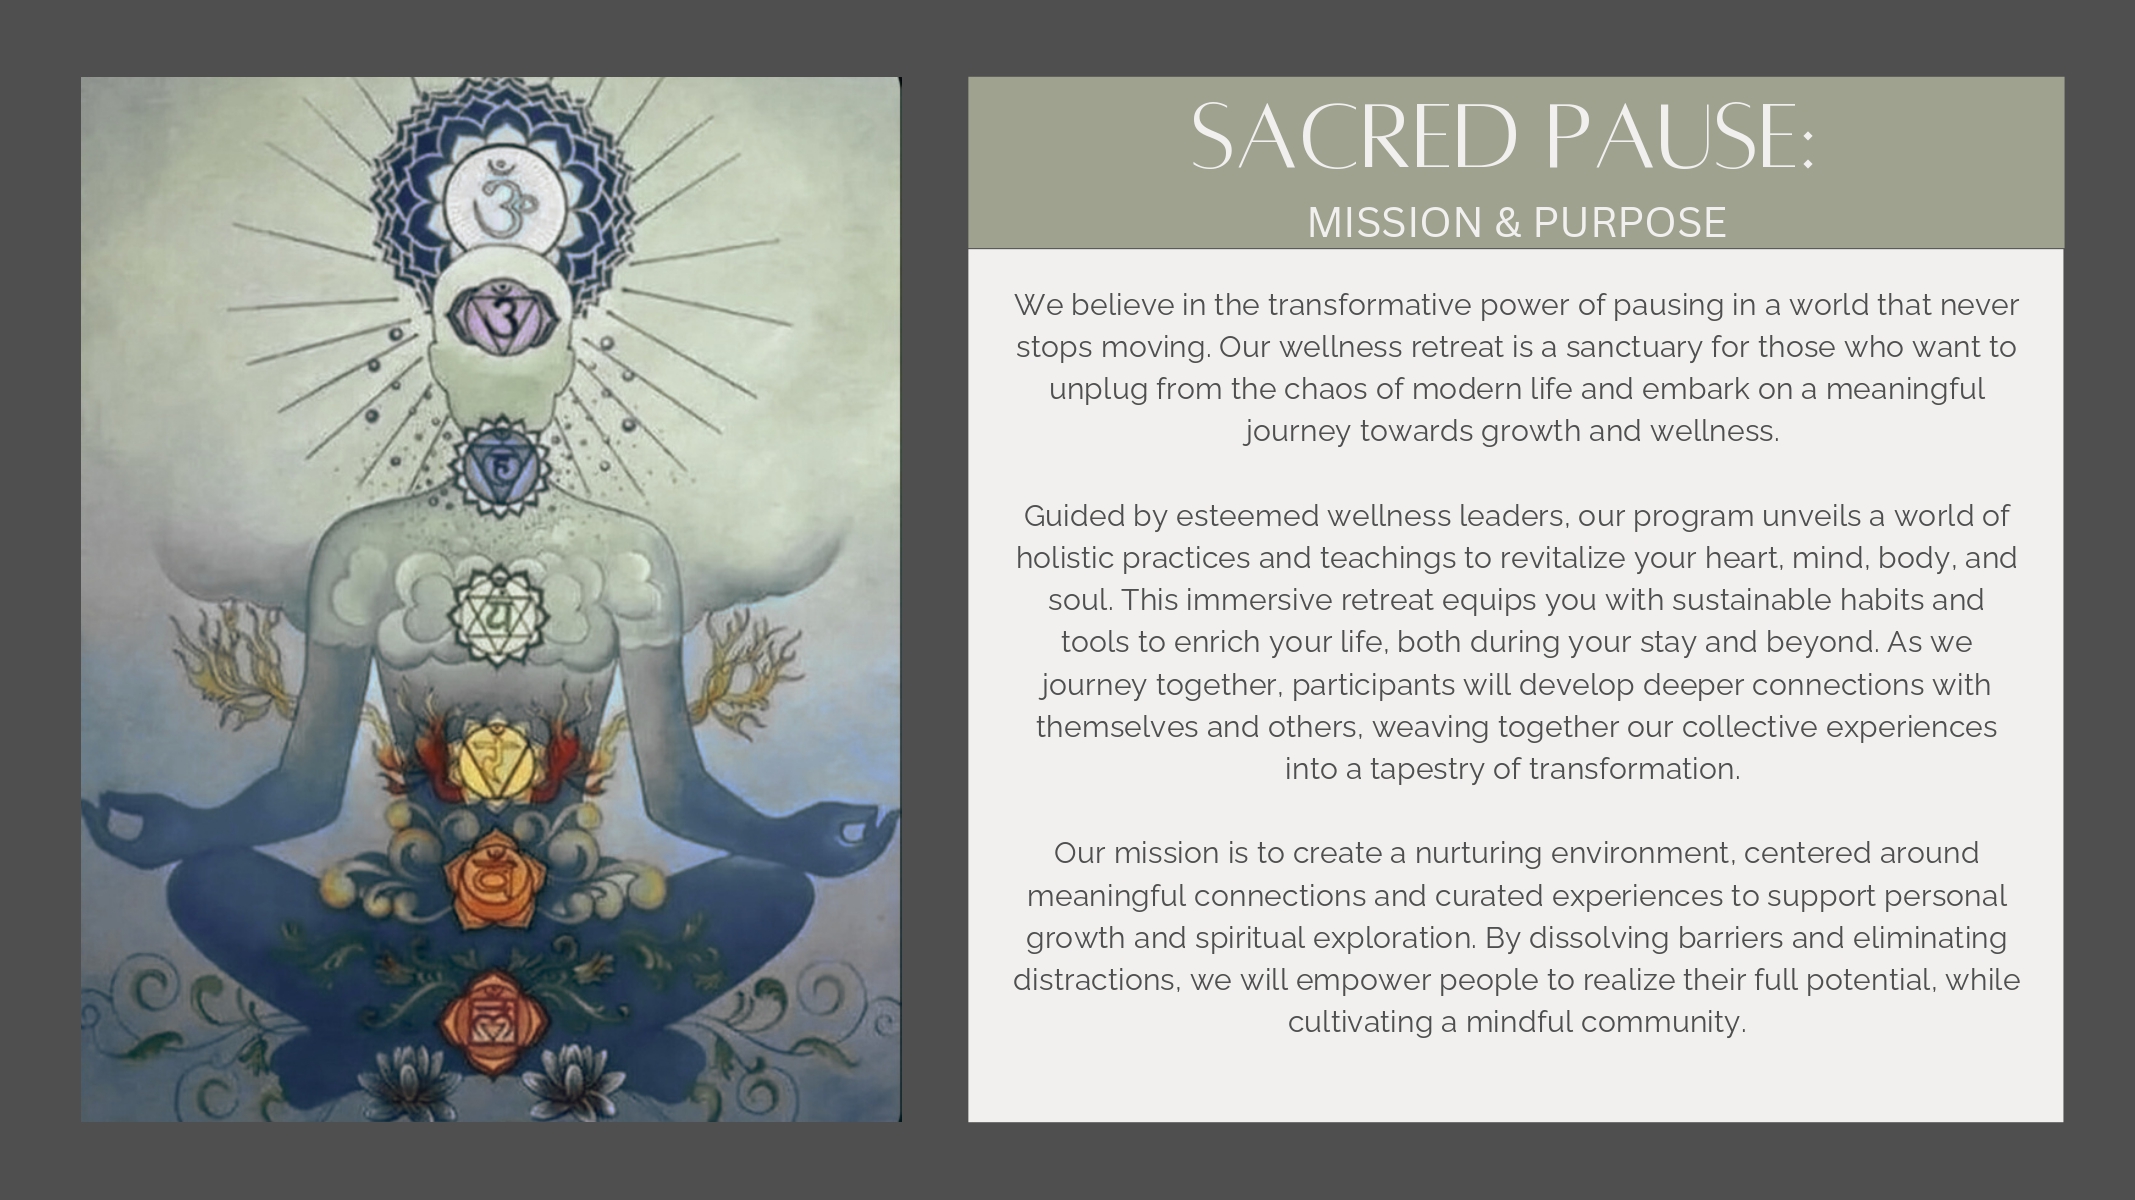 ॐ
ॐ
हं
यं
रं
वं
लं
SACRED PAUSE:
MISSION & PURPOSE
We believe in the transformative power of pausing in a world that never
stops moving. Our wellness retreat is a sanctuary for those who want to
unplug from the chaos of modern life and embark on a meaningful
journey towards growth and wellness.
Guided by esteemed wellness leaders, our program unveils a world of
holistic practices and teachings to revitalize your heart, mind, body, and
soul. This immersive retreat equips you with sustainable habits and
tools to enrich your life, both during your stay and beyond. As we
journey together, participants will develop deeper connections with
themselves and others, weaving together our collective experiences
into a tapestry of transformation.
Our mission is to create a nurturing environment, centered around
meaningful connections and curated experiences to support personal
growth and spiritual exploration. By dissolving barriers and eliminating
distractions, we will empower people to realize their full potential, while
cultivating a mindful community.